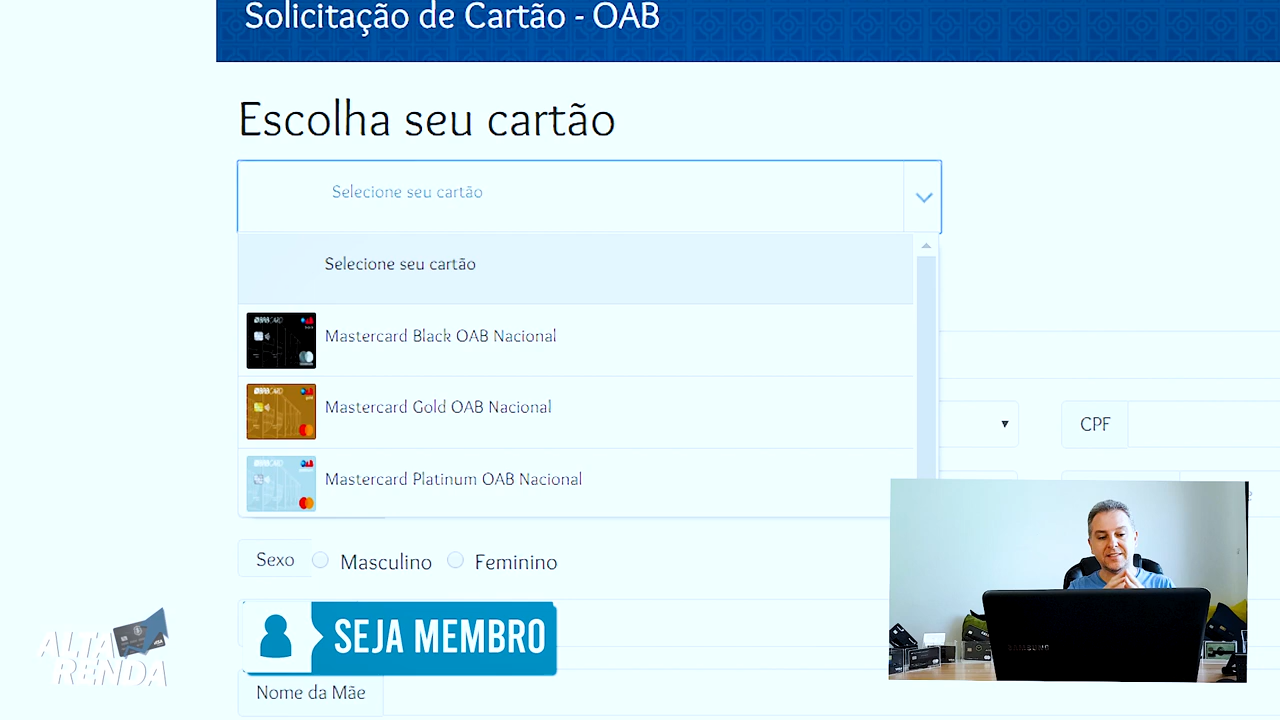 Solicitação de Cartão - OAB
Escolha seu cartão
Selecione seu cartão
Selecione seu cartão
Mastercard Black OAB Nacional
Mastercard Gold OAB Nacional
Mastercard Platinum OAB Nacional
CPF
Sexo
Masculino
Feminino
SEJA MEMBRO
Nome da Mãe
ALTA RENDA
SAMSUNG